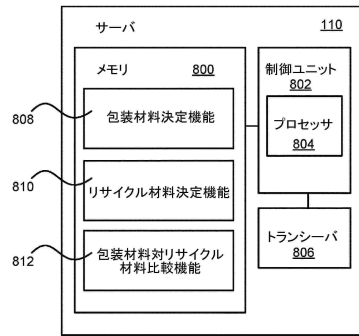 サーバ
110
メモリ
800
808
包装材料決定機能
810
リサイクル材料決定機能
812
包装材料対リサイクル
材料比較機能
制御ユニット
802
プロセッサ
804
トランシーバ
806